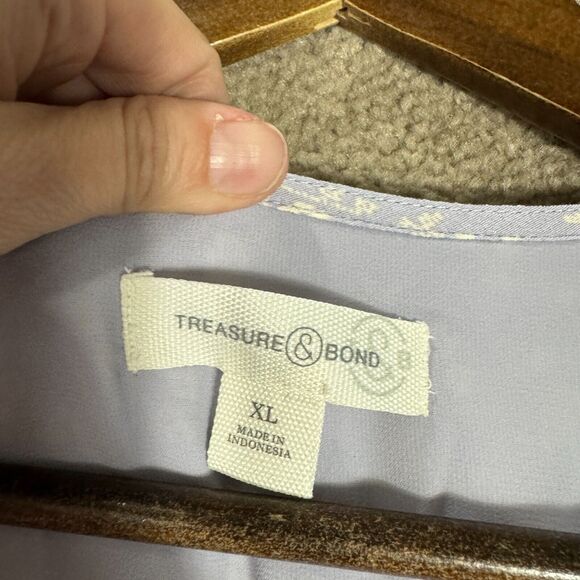 TREASURE & BOND
XL
MADE IN
INDONESIA